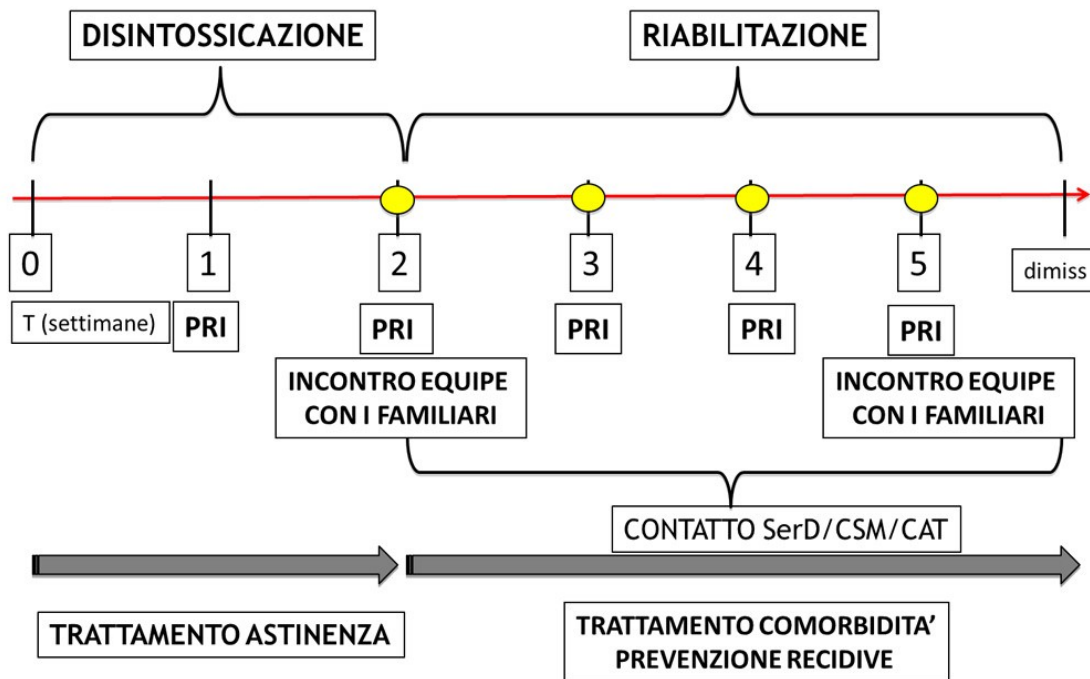 DISINTOSSICAZIONE
RIABILITAZIONE
0
1
2
3
4
5
dimiss
T (settimane)
PRI
PRI
PRI
PRI
PRI
INCONTRO EQUIPE
CON I FAMILIARI
INCONTRO EQUIPE
CON I FAMILIARI
CONTATTO SerD/CSM/CAT
TRATTAMENTO ASTINENZA
TRATTAMENTO COMORBIDITA'
PREVENZIONE RECIDIVE